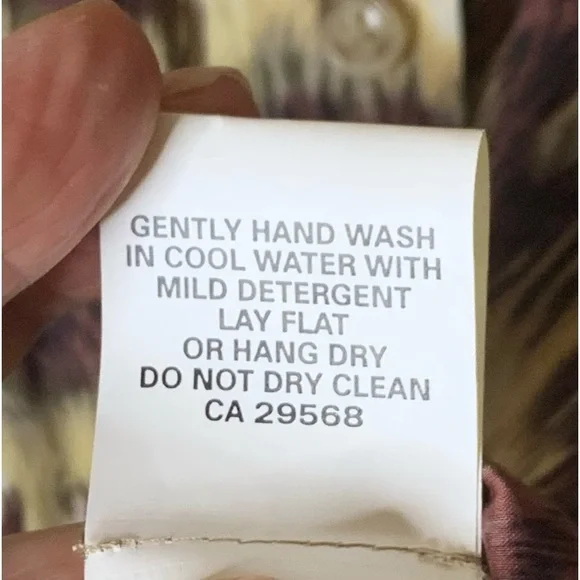 GENTLY HAND WASH
IN COOL WATER WITH
MILD DETERGENT
LAY FLAT
OR HANG DRY
DO NOT DRY CLEAN
CA 29568